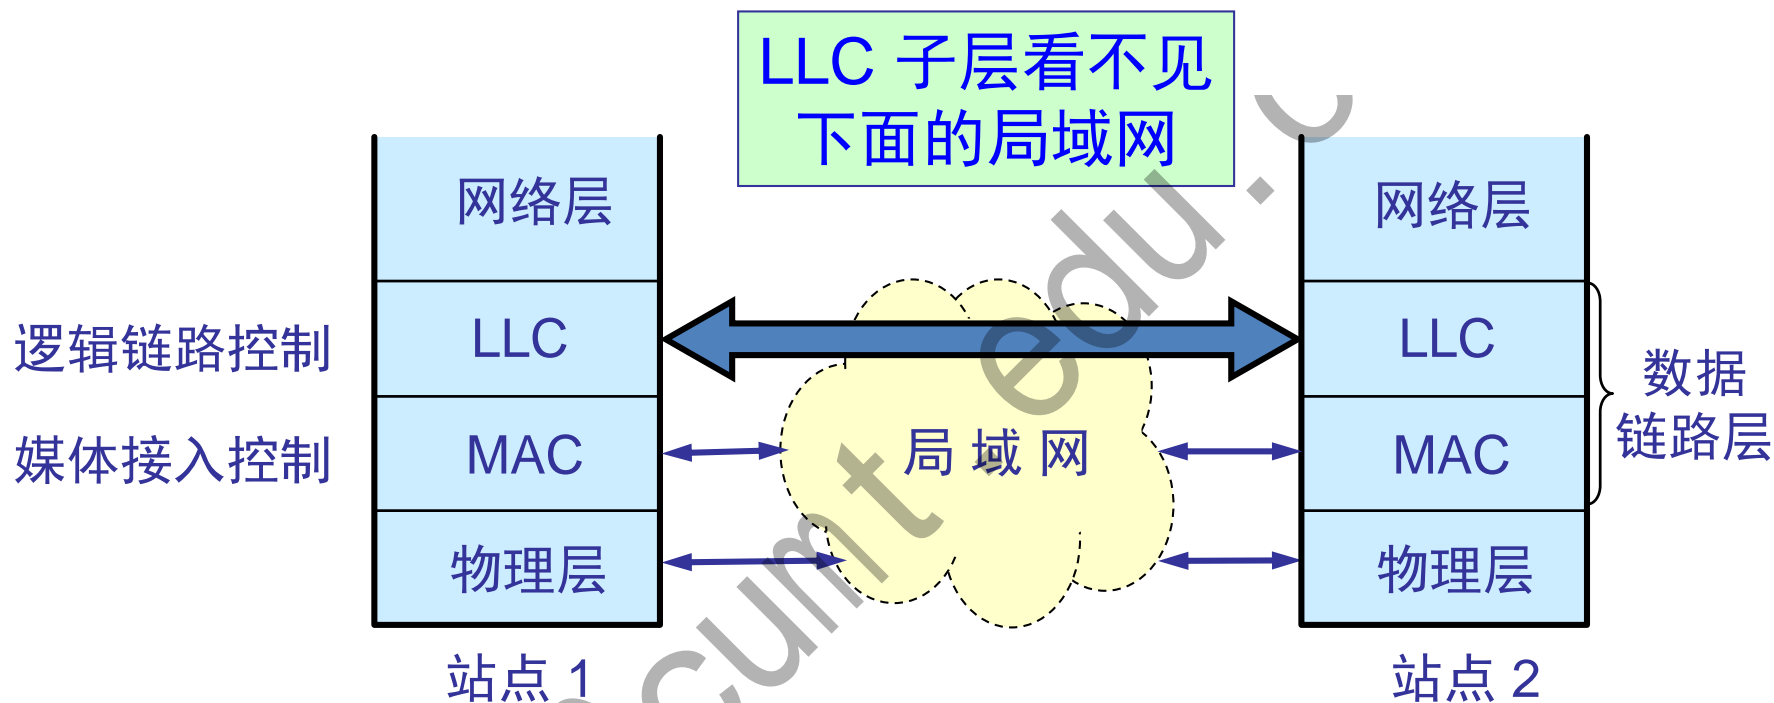 LLC 子层看不见
下面的局域网
网络层
网络层
逻辑链路控制
LLC
LLC
数据
链路层
媒体接入控制
MAC
局 域 网
MAC
物理层
物理层
站点 1
站点 2
cumt.edu.c